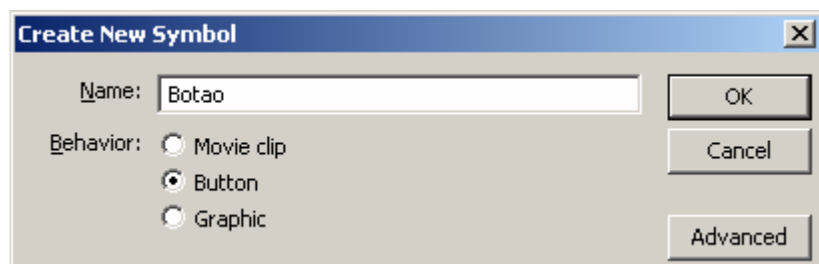 Create New Symbol
Name: Botao OK
Behavior: Movie clip Cancel
Button
Graphic
Advanced